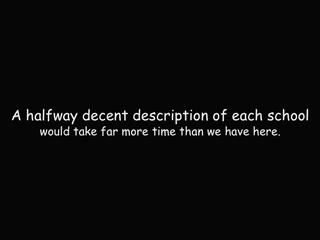 A halfway decent description of each school
would take far more time than we have here.